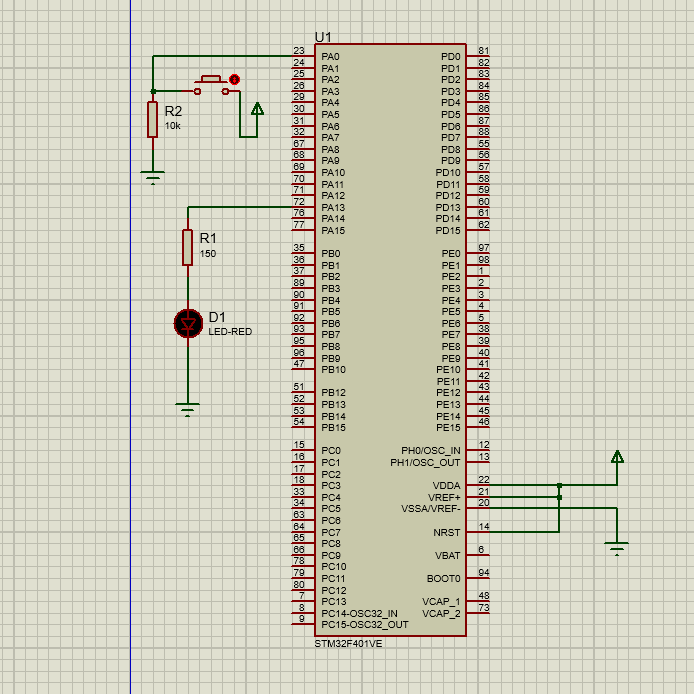 U1
23 PA0 PD0 81
24 PA1 PD1 82
25 PA2 PD2 83
26 PA3 PD3 84
29 PA4 PD4 85
30 PA5 PD5 86
31 PA6 PD6 87
32 PA7 PD7 88
67 PA8 PD8 55
68 PA9 PD9 56
69 PA10 PD10 57
70 PA11 PD11 58
71 PA12 PD12 59
72 PA13 PD13 60
76 PA14 PD14 61
77 PA15 PD15 62
R2
10k
R1
150
D1
LED-RED
35 PB0 PE0 97
36 PB1 PE1 98
37 PB2 PE2 1
89 PB3 PE3 2
90 PB4 PE4 3
91 PB5 PE5 4
92 PB6 PE6 5
93 PB7 PE7 38
95 PB8 PE8 39
96 PB9 PE9 40
47 PB10 PE10 41
PE11 42
51 PB12 PE12 43
52 PB13 PE13 44
53 PB14 PE14 45
54 PB15 PE15 46
15 PC0 PH0/OSC_IN 12
16 PC1 PH1/OSC_OUT 13
17 PC2
18 PC3 VDDA 22
33 PC4 VREF+ 21
34 PC5 VSSA/VREF- 20
63 PC6
64 PC7 NRST 14
65 PC8
66 PC9 VBAT 6
78 PC10
79 PC11 BOOT0 94
80 PC12
7 PC13 VCAP_1 48
8 PC14-OSC32_IN VCAP_2 73
9 PC15-OSC32_OUT
STM32F401VE